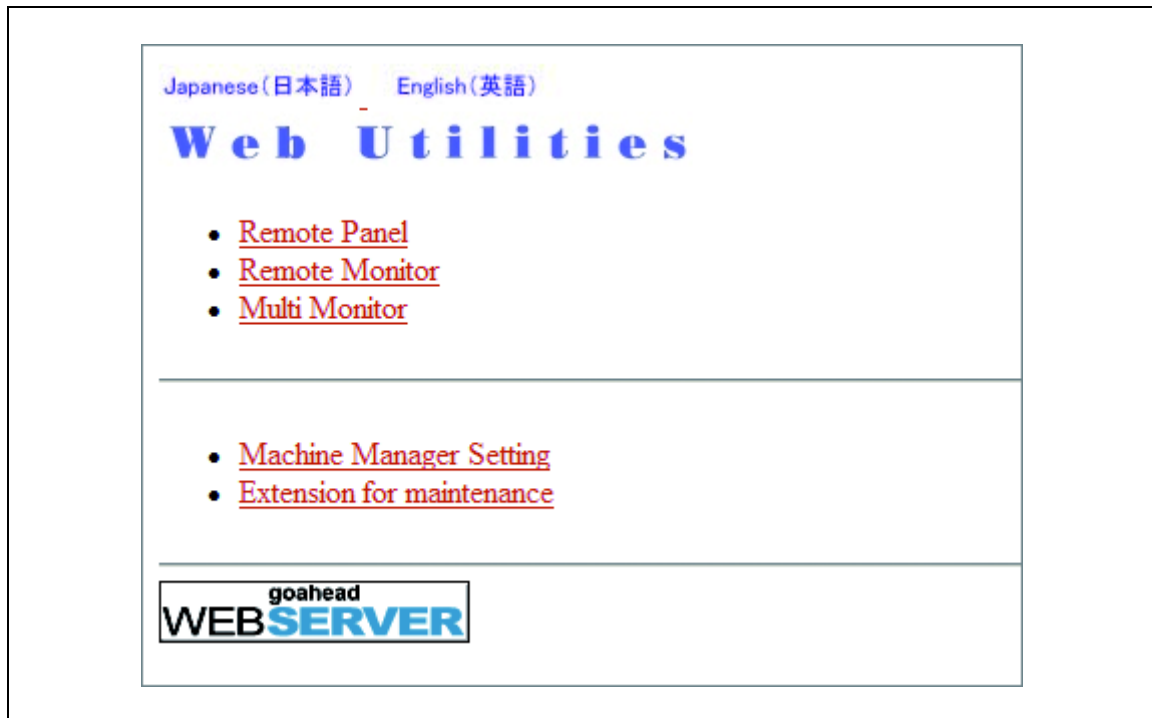 Japanese(日本語) English(英語)
Web Utilities
Remote Panel
Remote Monitor
Multi Monitor
Machine Manager Setting
Extension for maintenance
goahead
WEBSERVER